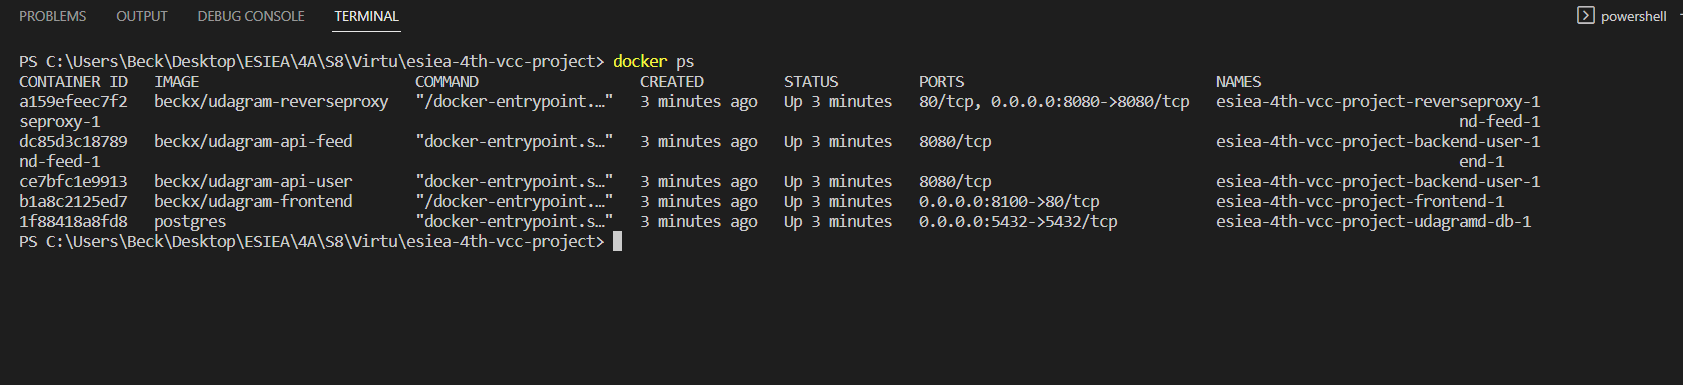 PROBLEMS OUTPUT DEBUG CONSOLE TERMINAL powershell
PS C:\Users\Beck\Desktop\ESIEA\4A\S8\Virtu\esiea-4th-vcc-project> docker ps
CONTAINER ID IMAGE COMMAND CREATED STATUS PORTS NAMES
a159efeec7f2 beckx/udagram-reverseproxy "/docker-entrypoint.…" 3 minutes ago Up 3 minutes 80/tcp, 0.0.0.0:8080->8080/tcp esiea-4th-vcc-project-reverseproxy-1
seproxy-1 nd-feed-1
dc85d3c18789 beckx/udagram-api-feed "docker-entrypoint.s…" 3 minutes ago Up 3 minutes 8080/tcp esiea-4th-vcc-project-backend-user-1
nd-feed-1 end-1
ce7bfc1e9913 beckx/udagram-api-user "docker-entrypoint.s…" 3 minutes ago Up 3 minutes 8080/tcp esiea-4th-vcc-project-backend-user-1
b1a8c2125ed7 beckx/udagram-frontend "/docker-entrypoint.…" 3 minutes ago Up 3 minutes 0.0.0.0:8100->80/tcp esiea-4th-vcc-project-frontend-1
1f88418a8fd8 postgres "docker-entrypoint.s…" 3 minutes ago Up 3 minutes 0.0.0.0:5432->5432/tcp esiea-4th-vcc-project-udagramd-db-1
PS C:\Users\Beck\Desktop\ESIEA\4A\S8\Virtu\esiea-4th-vcc-project>